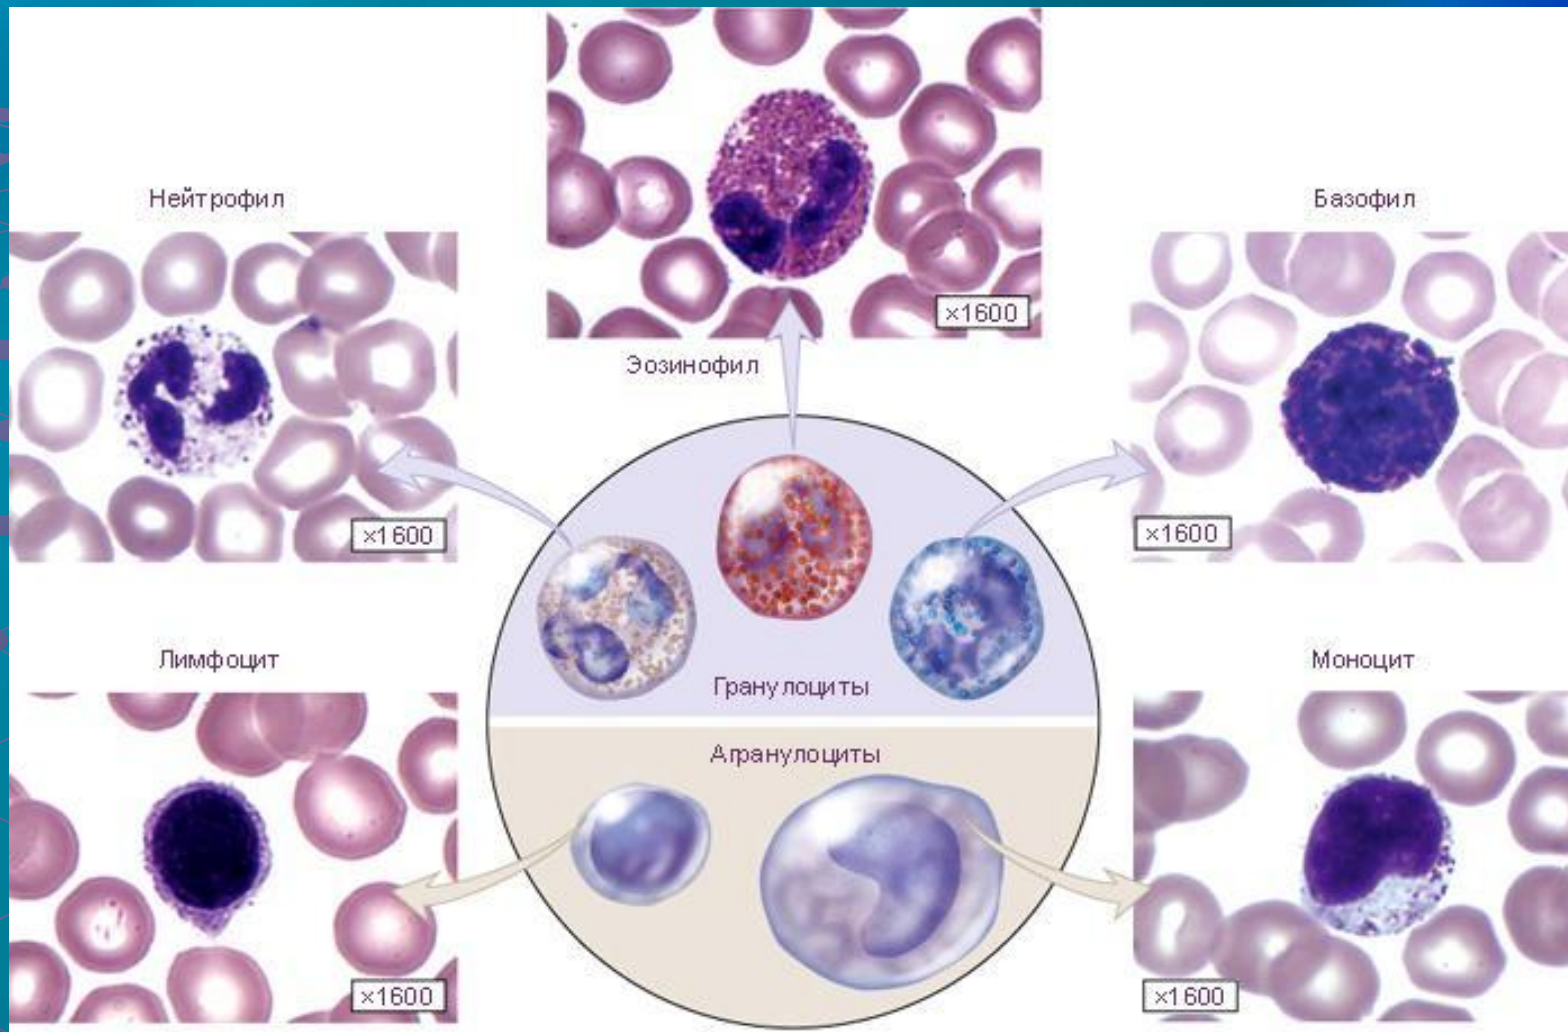 Нейтрофил
×1600
Эозинофил
×1600
Базофил
×1600
Гранулоциты
Агранулоциты
Лимфоцит
×1600
Моноцит
×1600